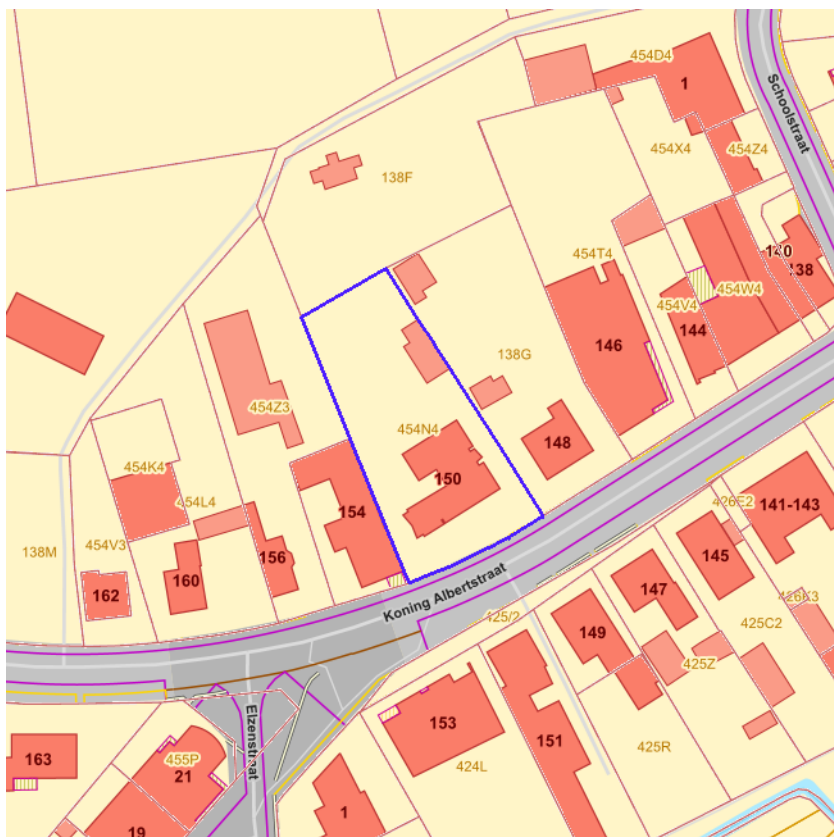 454D4
1
Schoolstraat
454X4
454Z4
138F
454T4
140
138
454W4
454V4
144
146
138G
148
454Z3
454N4
150
454K4
454L4
154
138M
454V3
156
160
162
Koning Albertstraat
425/2
426E2
141-143
145
147
426K3
425C2
149
425Z
153
151
425R
424L
Elzenstraat
163
455P
21
19
1